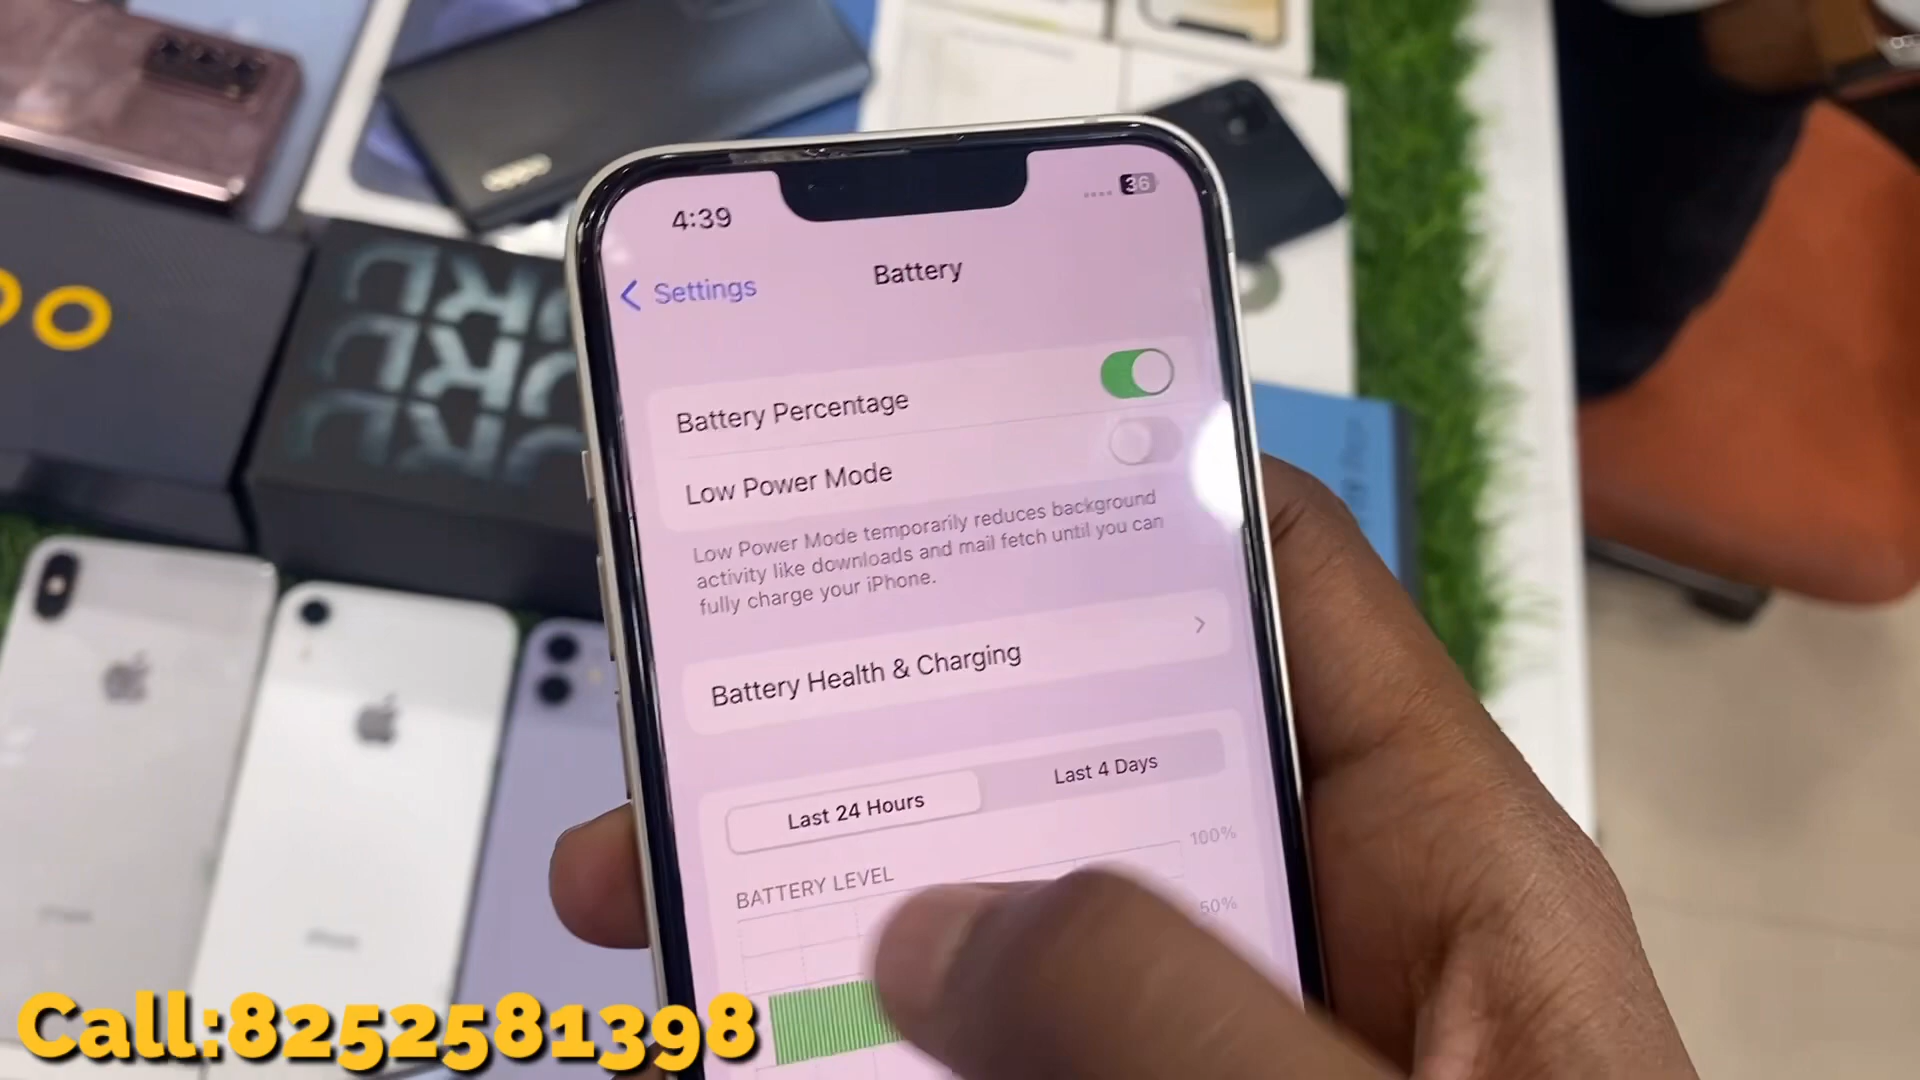 4:39
36
Settings
Battery
Battery Percentage
Low Power Mode
Low Power Mode temporarily reduces background
activity like downloads and mail fetch until you can
fully charge your iPhone.
Battery Health & Charging
Last 24 Hours
Last 4 Days
100%
BATTERY LEVEL
50%
oppo
iPhone
Call:8252581398